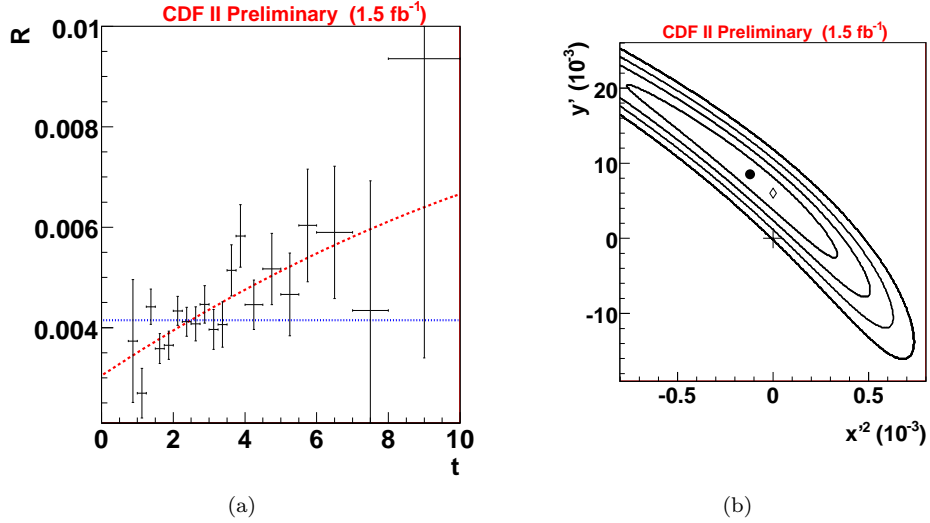 CDF II Preliminary (1.5 fb⁻¹)
R
0.01
0.008
0.006
0.004
0 2 4 6 8 10
t
(a)
CDF II Preliminary (1.5 fb⁻¹)
y' (10⁻³)
20
10
0
-10
-0.5 0 0.5
x'² (10⁻³)
(b)